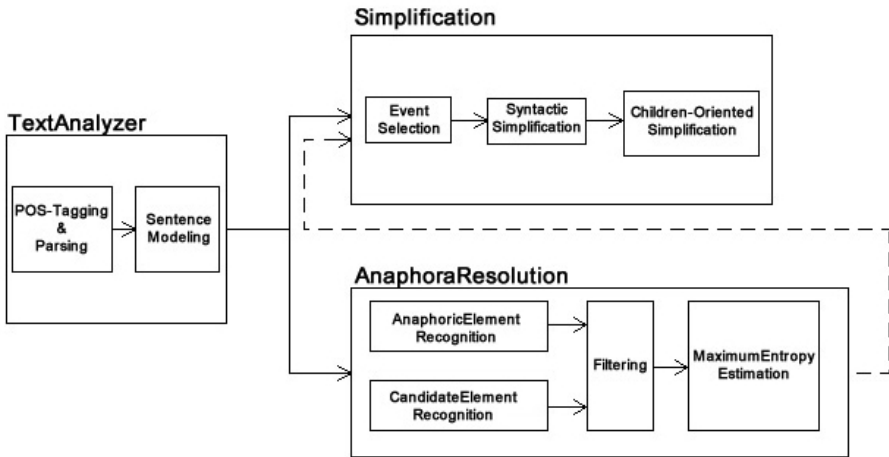 Simplification
Event
Selection
Syntactic
Simplification
Children-Oriented
Simplification
TextAnalyzer
POS-Tagging
&
Parsing
Sentence
Modeling
AnaphoraResolution
AnaphoricElement
Recognition
CandidateElement
Recognition
Filtering
MaximumEntropy
Estimation